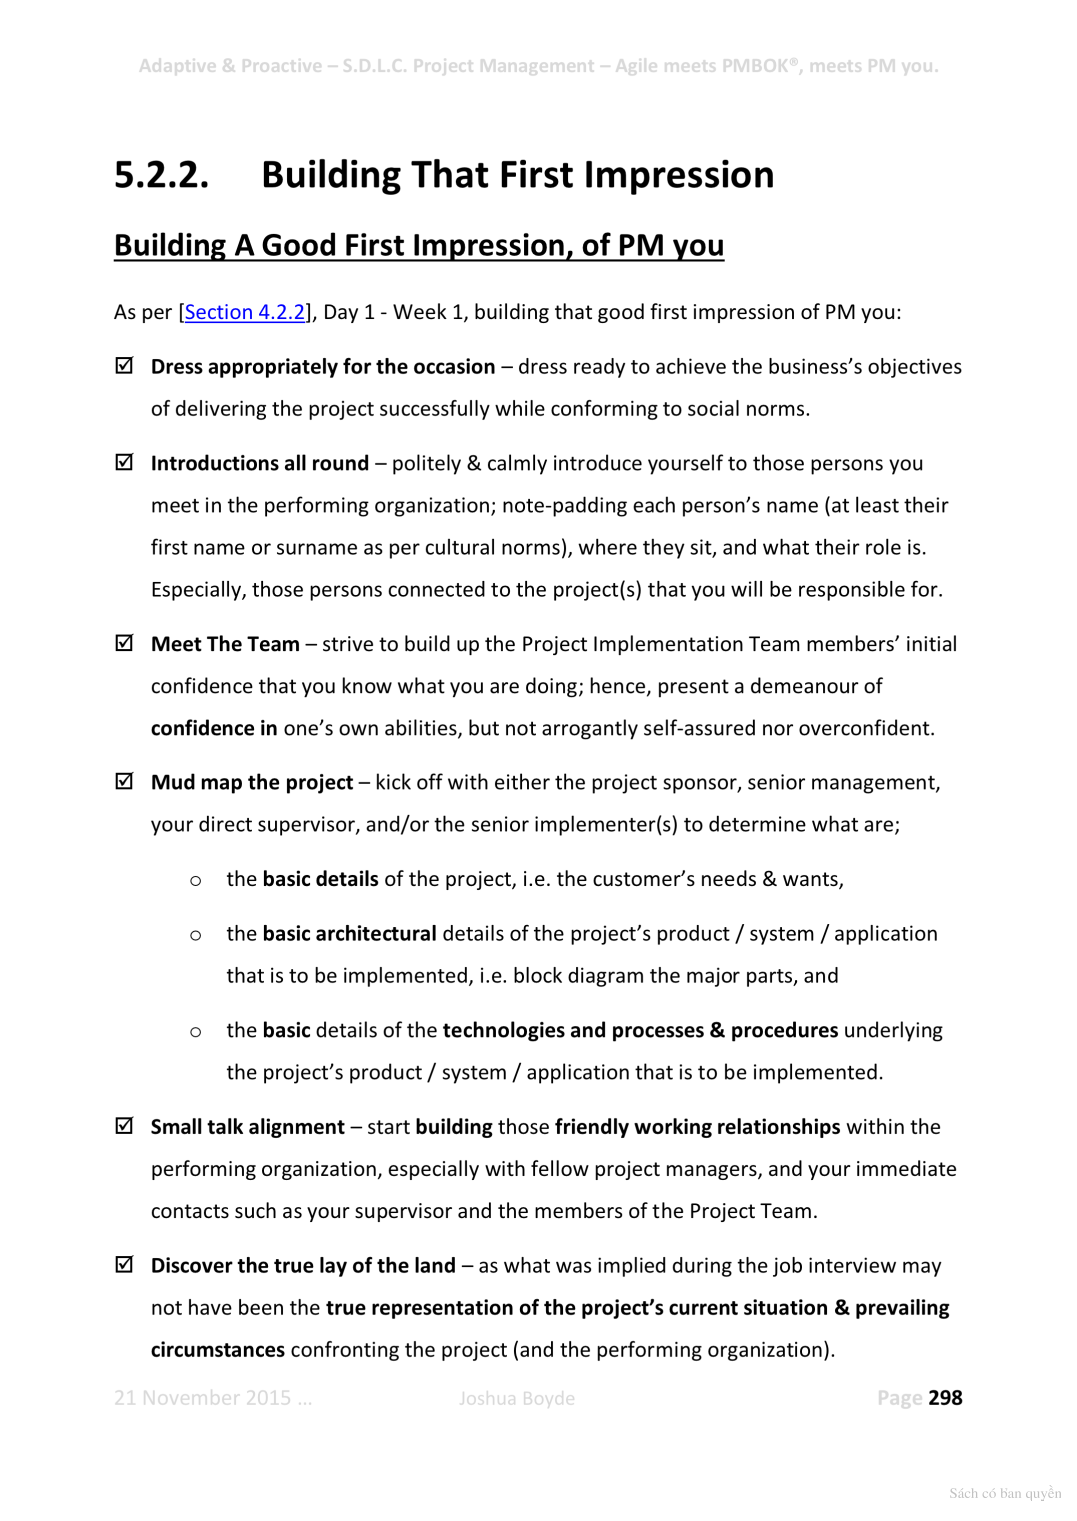 Adaptive & Proactive – S.D.L.C. Project Management – Agile meets PMBOK®, meets PM you.
5.2.2. Building That First Impression
Building A Good First Impression, of PM you
As per [Section 4.2.2], Day 1 - Week 1, building that good first impression of PM you:
☑ Dress appropriately for the occasion – dress ready to achieve the business’s objectives
of delivering the project successfully while conforming to social norms.
☑ Introductions all round – politely & calmly introduce yourself to those persons you
meet in the performing organization; note-padding each person’s name (at least their
first name or surname as per cultural norms), where they sit, and what their role is.
Especially, those persons connected to the project(s) that you will be responsible for.
☑ Meet The Team – strive to build up the Project Implementation Team members’ initial
confidence that you know what you are doing; hence, present a demeanour of
confidence in one’s own abilities, but not arrogantly self-assured nor overconfident.
☑ Mud map the project – kick off with either the project sponsor, senior management,
your direct supervisor, and/or the senior implementer(s) to determine what are;
o the basic details of the project, i.e. the customer’s needs & wants,
o the basic architectural details of the project’s product / system / application
that is to be implemented, i.e. block diagram the major parts, and
o the basic details of the technologies and processes & procedures underlying
the project’s product / system / application that is to be implemented.
☑ Small talk alignment – start building those friendly working relationships within the
performing organization, especially with fellow project managers, and your immediate
contacts such as your supervisor and the members of the Project Team.
☑ Discover the true lay of the land – as what was implied during the job interview may
not have been the true representation of the project’s current situation & prevailing
circumstances confronting the project (and the performing organization).
21 November 2015 … Joshua Boyde Page 298
Sách có bản quyền